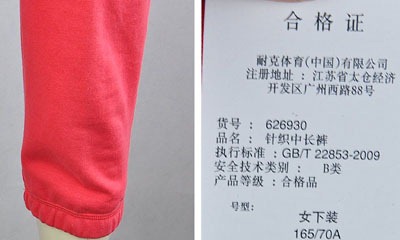 合格证
耐克体育(中国)有限公司
注册地址：江苏省太仓经济
开发区广州西路88号
货号：626930
品名：针织中长裤
执行标准：GB/T 22853-2009
安全技术类别： B类
产品等级：合格品
号型：
女下装
165/70A